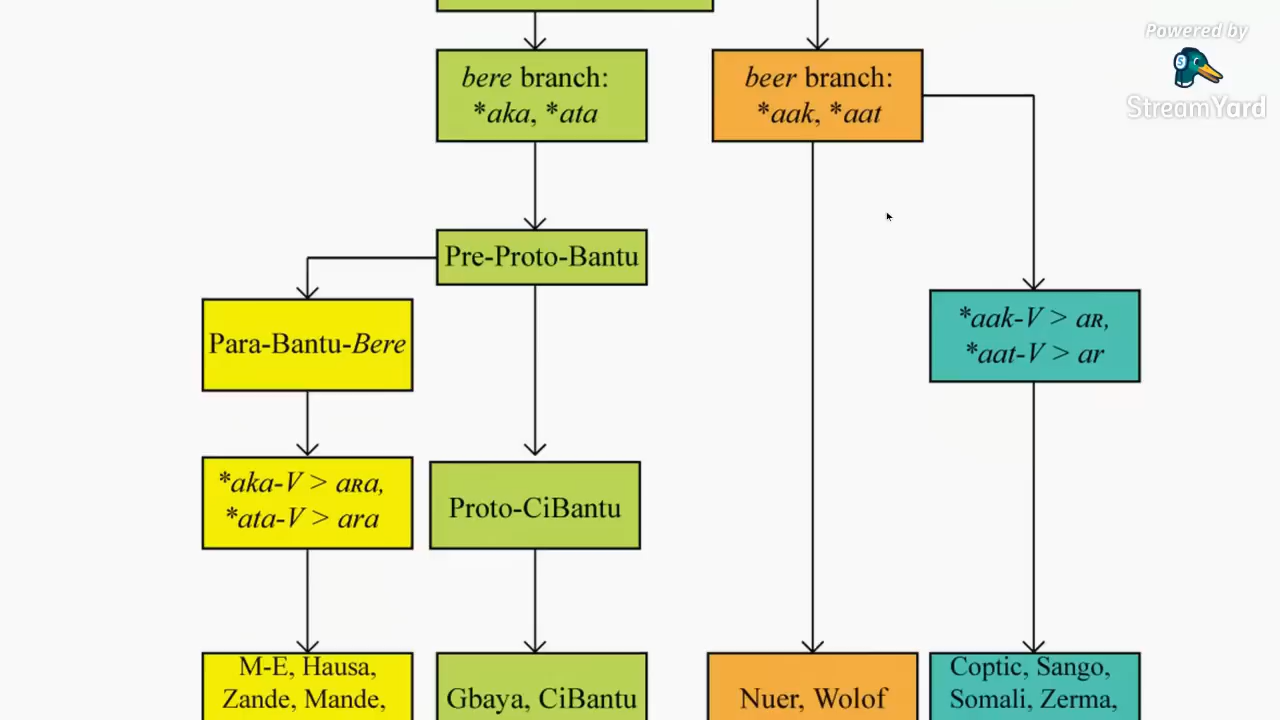 Powered by
StreamYard
bere branch:
*aka, *ata
beer branch:
*aak, *aat
Pre-Proto-Bantu
Para-Bantu-Bere
*aak-V > aʀ,
*aat-V > ar
*aka-V > aʀa,
*ata-V > ara
Proto-CiBantu
M-E, Hausa,
Zande, Mande,
Gbaya, CiBantu
Nuer, Wolof
Coptic, Sango,
Somali, Zerma,